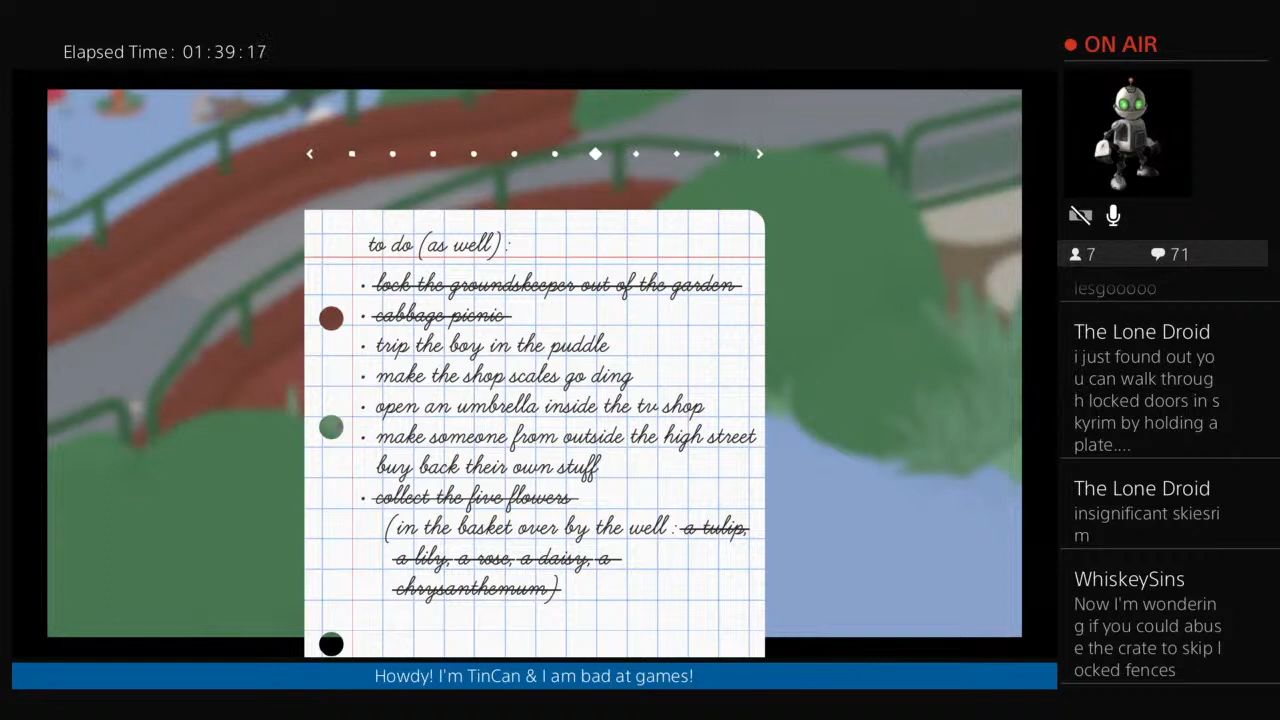 Elapsed Time: 01:39:17
ON AIR
to do (as well):
• lock the groundskeeper out of the garden
• cabbage picnic
• trip the boy in the puddle
• make the shop scales go ding
• open an umbrella inside the tv shop
• make someone from outside the high street
buy back their own stuff
• collect the five flowers
(in the basket over by the well: a tulip,
a lily, a rose, a daisy, a
chrysanthemum)
7 71
lesgooooo
The Lone Droid
i just found out yo
u can walk throug
h locked doors in s
kyrim by holding a
plate....
The Lone Droid
insignificant skiesri
m
WhiskeySins
Now I'm wonderin
g if you could abus
e the crate to skip l
ocked fences
Howdy! I'm TinCan & I am bad at games!